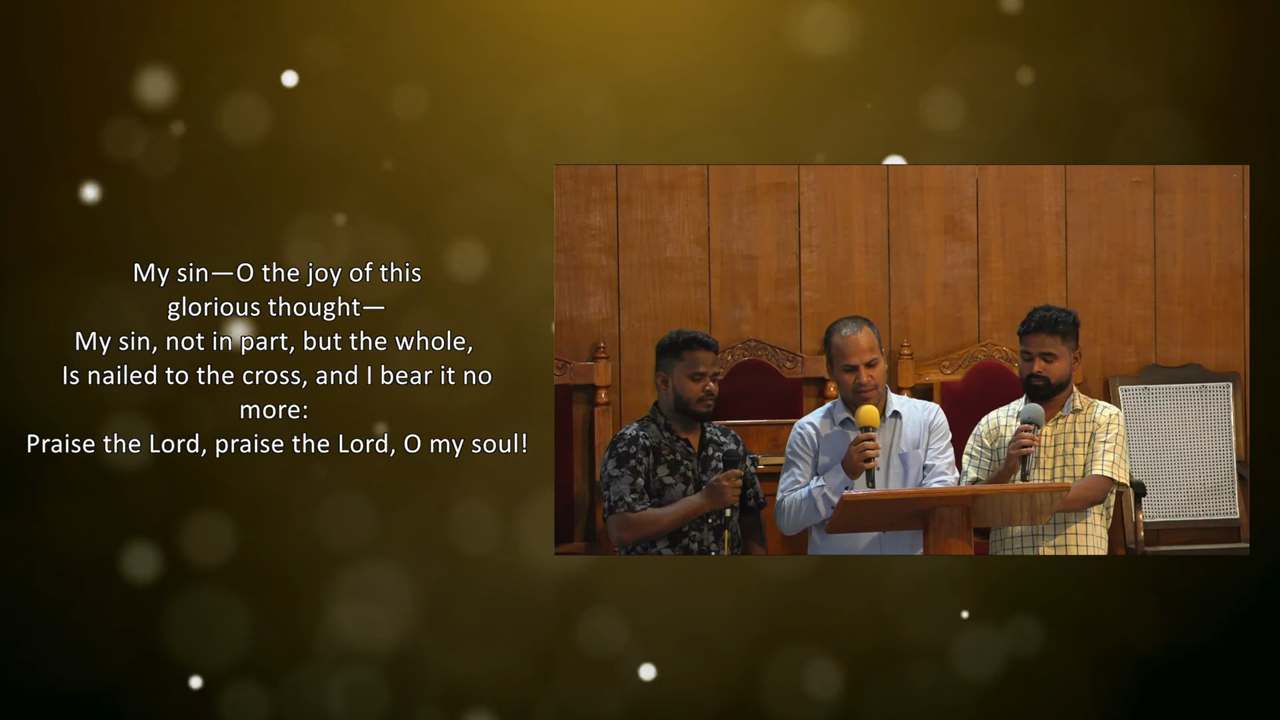 My sin—O the joy of this
glorious thought—
My sin, not in part, but the whole,
Is nailed to the cross, and I bear it no
more:
Praise the Lord, praise the Lord, O my soul!